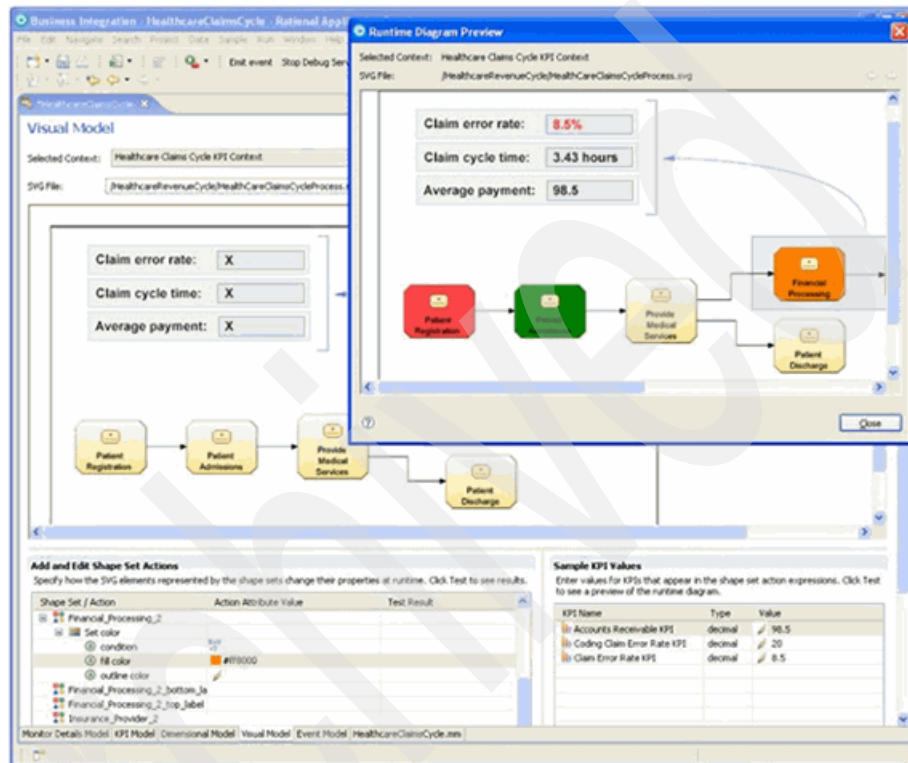 Business Integration - HealthcareClaimsCycle - Rational Applic
File Edit Navigate Search Project Data Sample Run Window Help
Emit event Stop Debug Serv
*HealthcareClaimsCycle
Visual Model
Selected Context: Healthcare Claims Cycle KPI Context
SVG File: /HealthcareRevenueCycle/HealthCareClaimsCycleProcess.s
Claim error rate: X
Claim cycle time: X
Average payment: X
Patient Registration
Patient Admissions
Provide Medical Services
Patient Discharge
Runtime Diagram Preview
Selected Context: Healthcare Claims Cycle KPI Context
SVG File: /HealthcareRevenueCycle/HealthCareClaimsCycleProcess.svg
Claim error rate: 8.5%
Claim cycle time: 3.43 hours
Average payment: 98.5
Patient Registration
Patient Admissions
Provide Medical Services
Financial Processing
Patient Discharge
Close
Add and Edit Shape Set Actions
Specify how the SVG elements represented by the shape sets change their properties at runtime. Click Test to see results.
Shape Set / Action Action Attribute Value Test Result
Financial_Processing_2
Set color
condition
fill color #ff8000
outline color
Financial_Processing_2_bottom_la
Financial_Processing_2_top_label
Insurance_Provider_2
Sample KPI Values
Enter values for KPIs that appear in the shape set action expressions. Click Test
to see a preview of the runtime diagram.
KPI Name Type Value
Accounts Receivable KPI decimal 98.5
Coding Claim Error Rate KPI decimal 20
Claim Error Rate KPI decimal 8.5
Monitor Details Model KPI Model Dimensional Model Visual Model Event Model HealthcareClaimsCycle.mm